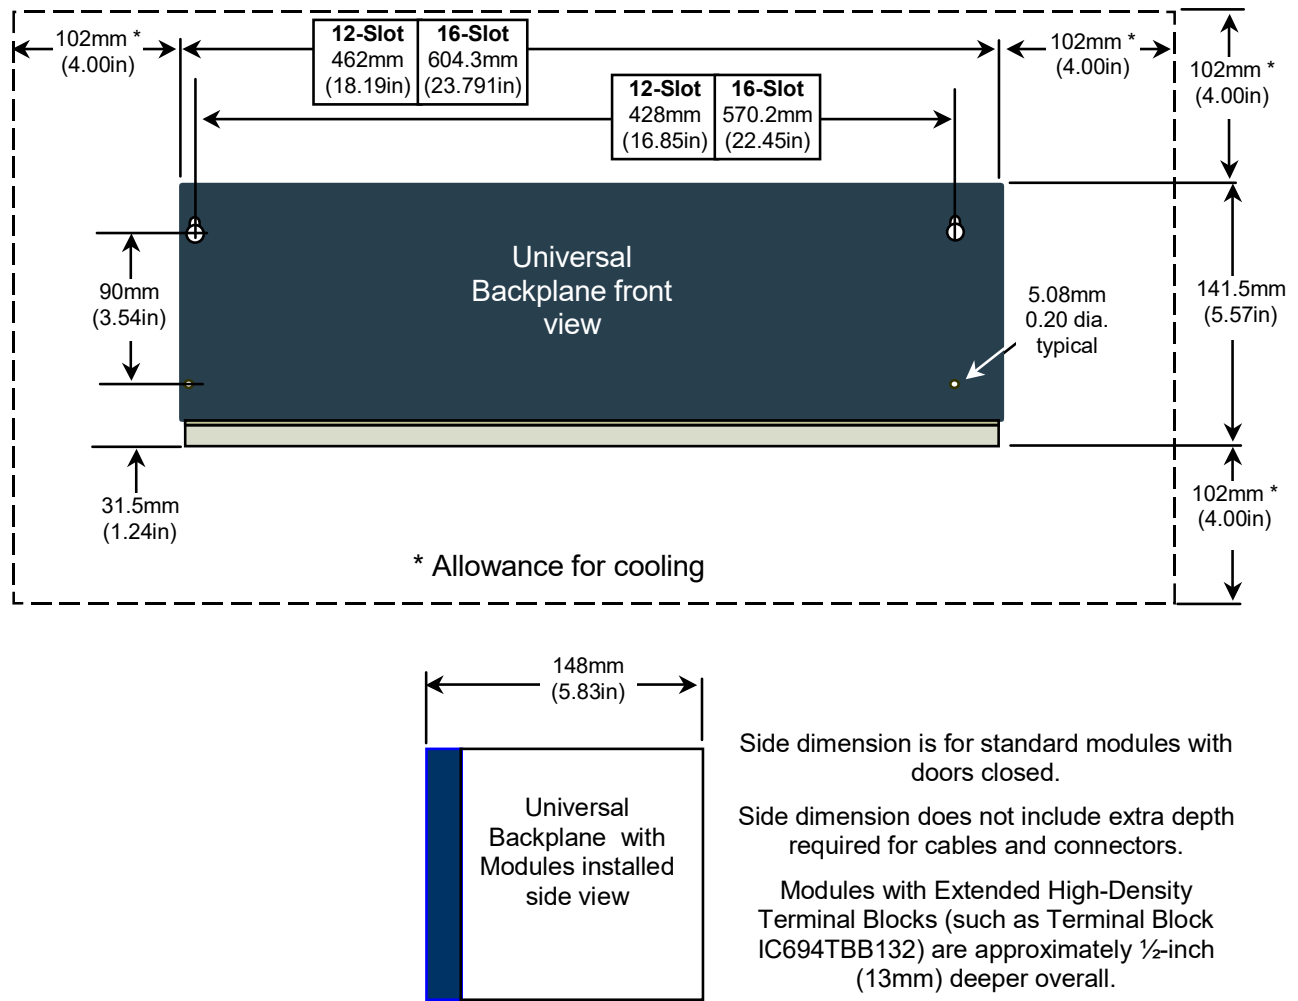 102mm *
(4.00in)
12-Slot
462mm
(18.19in)
16-Slot
604.3mm
(23.791in)
102mm *
(4.00in)
102mm *
(4.00in)
12-Slot
428mm
(16.85in)
16-Slot
570.2mm
(22.45in)
Universal
Backplane front
view
90mm
(3.54in)
5.08mm
0.20 dia.
typical
141.5mm
(5.57in)
31.5mm
(1.24in)
102mm *
(4.00in)
* Allowance for cooling
148mm
(5.83in)
Universal
Backplane with
Modules installed
side view
Side dimension is for standard modules with
doors closed.
Side dimension does not include extra depth
required for cables and connectors.
Modules with Extended High-Density
Terminal Blocks (such as Terminal Block
IC694TBB132) are approximately ½-inch
(13mm) deeper overall.